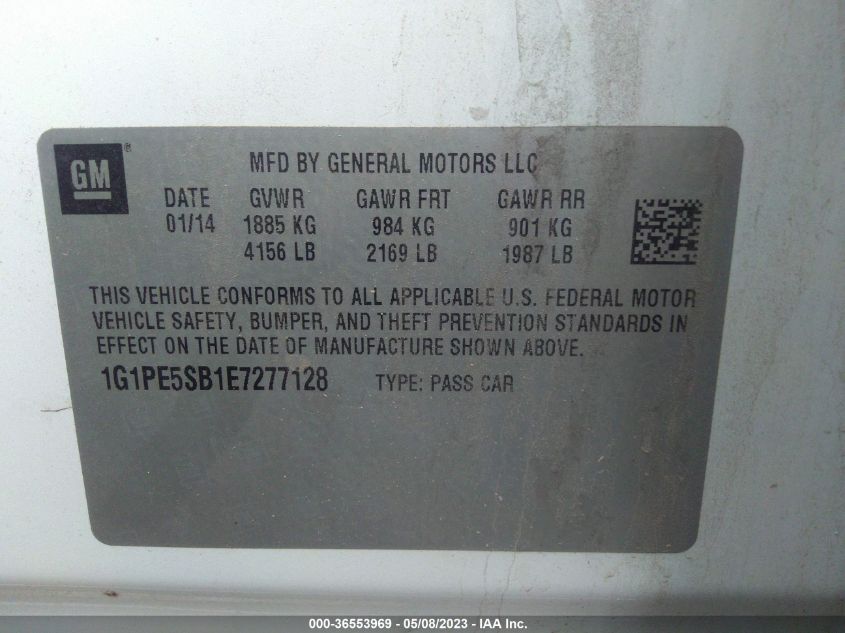 GM®
MFD BY GENERAL MOTORS LLC
DATE GVWR GAWR FRT GAWR RR
01/14 1885 KG 984 KG 901 KG
4156 LB 2169 LB 1987 LB
THIS VEHICLE CONFORMS TO ALL APPLICABLE U.S. FEDERAL MOTOR
VEHICLE SAFETY, BUMPER, AND THEFT PREVENTION STANDARDS IN
EFFECT ON THE DATE OF MANUFACTURE SHOWN ABOVE.
1G1PE5SB1E7277128 TYPE: PASS CAR
000-36553969 - 05/08/2023 - IAA Inc.